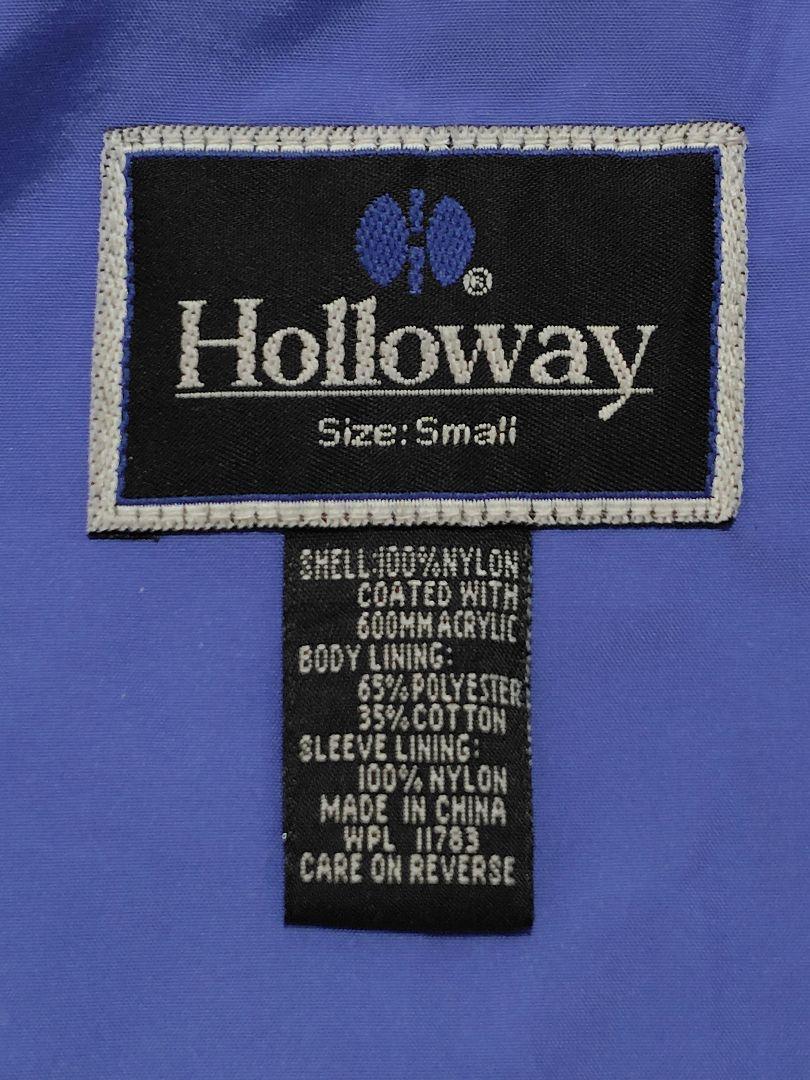 ®
Holloway
Size: Small
SHELL:100%NYLON
COATED WITH
600MM ACRYLIC
BODY LINING:
65%POLYESTER
35%COTTON
SLEEVE LINING:
100% NYLON
MADE IN CHINA
WPL 11783
CARE ON REVERSE